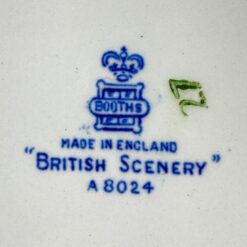 BOOTHS
MADE IN ENGLAND
"BRITISH SCENERY"
A 8024